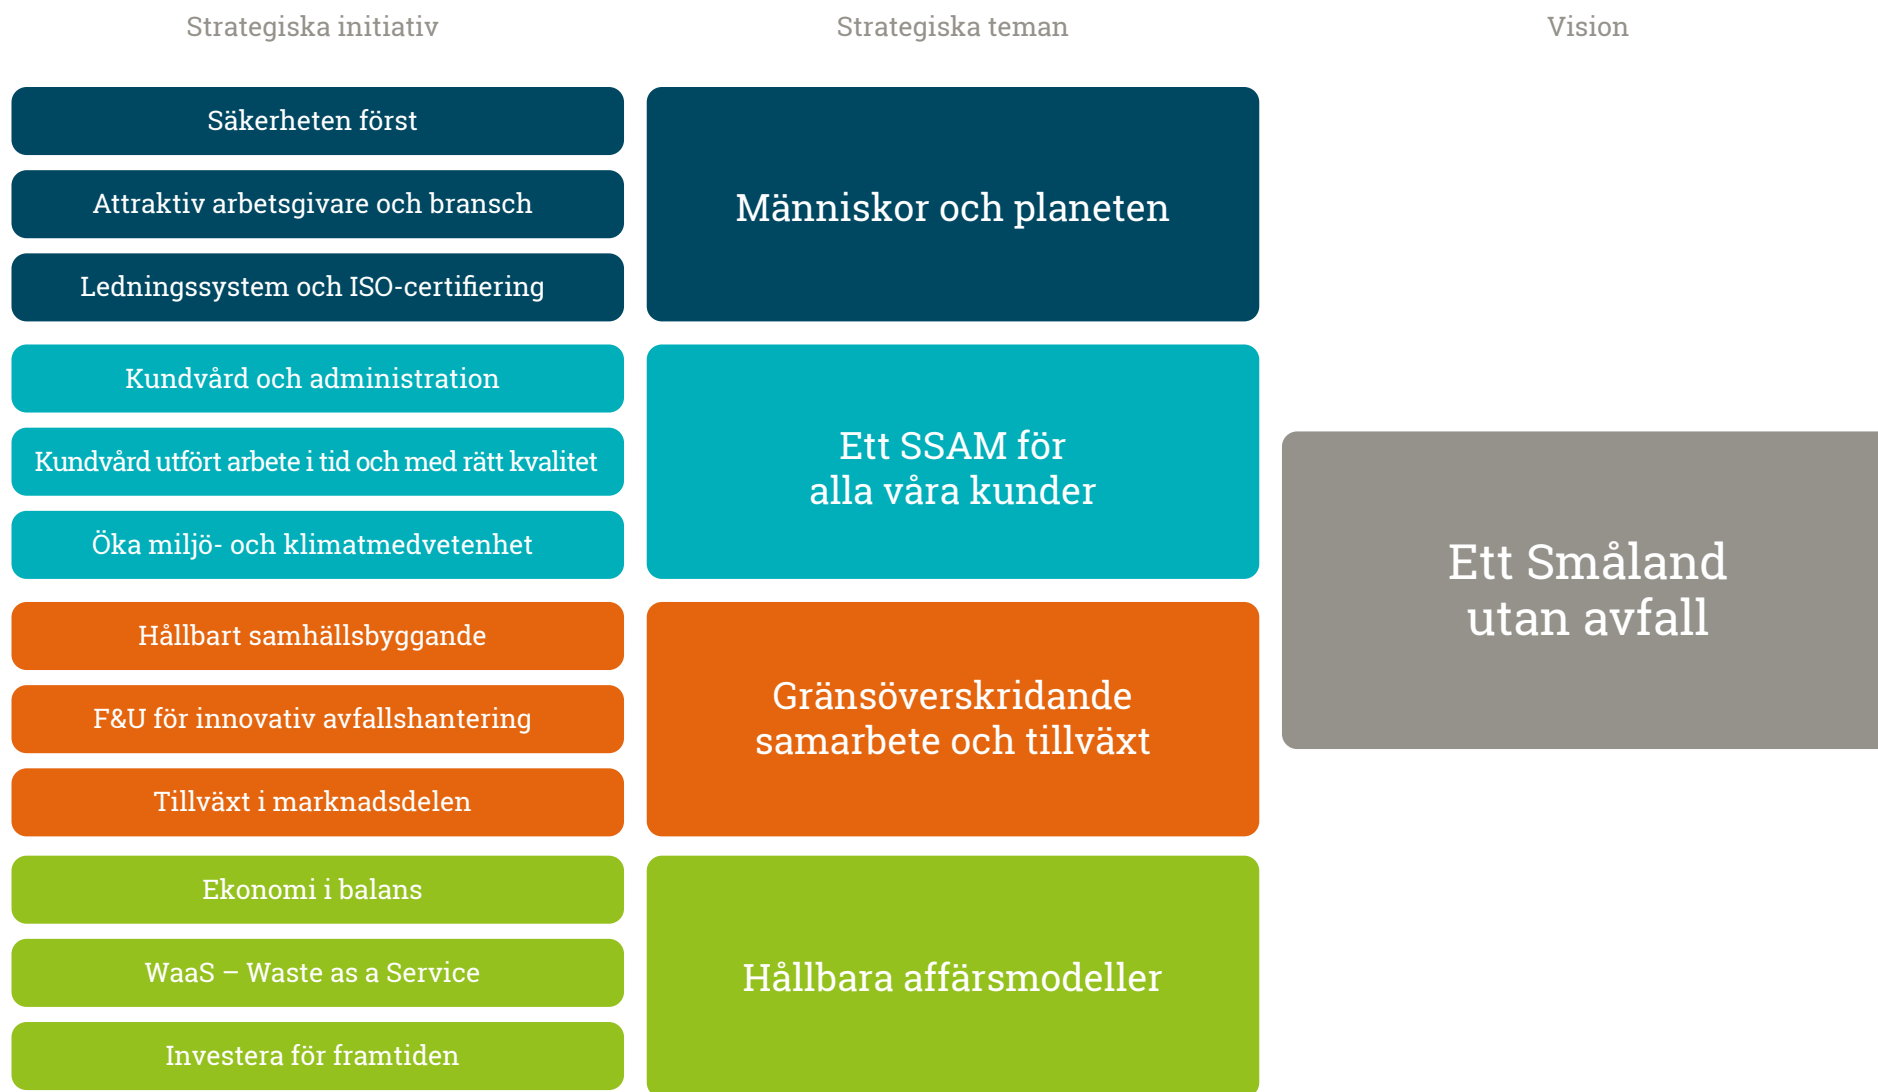 Strategiska initiativ
Strategiska teman
Vision
Säkerheten först
Attraktiv arbetsgivare och bransch
Ledningssystem och ISO-certifiering
Människor och planeten
Kundvård och administration
Kundvård utfört arbete i tid och med rätt kvalitet
Öka miljö- och klimatmedvetenhet
Ett SSAM för
alla våra kunder
Hållbart samhällsbyggande
F&U för innovativ avfallshantering
Tillväxt i marknadsdelen
Gränsöverskridande
samarbete och tillväxt
Ekonomi i balans
WaaS – Waste as a Service
Investera för framtiden
Hållbara affärsmodeller
Ett Småland
utan avfall